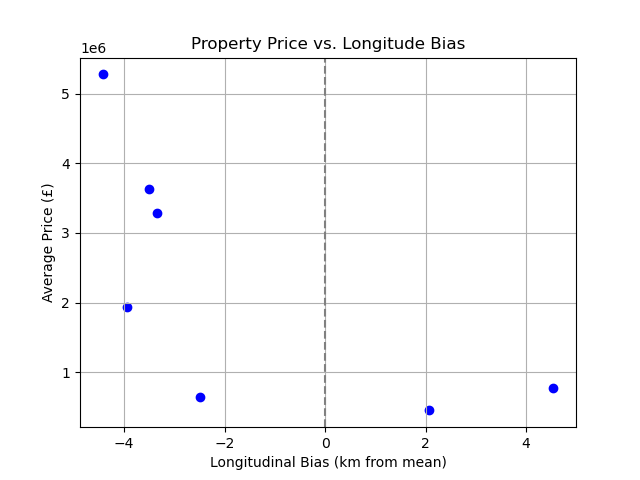 Property Price vs. Longitude Bias
1e6
5
4
3
2
1
Average Price (£)
−4 −2 0 2 4
Longitudinal Bias (km from mean)